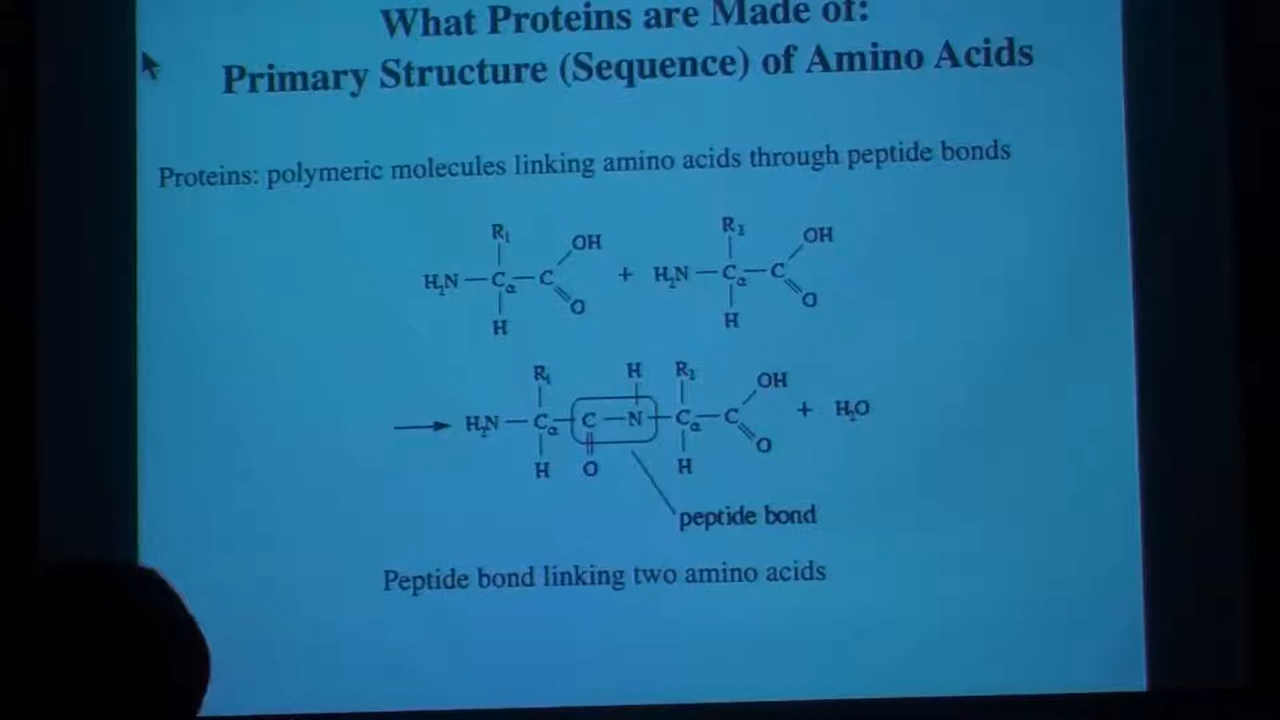 What Proteins are Made of:
Primary Structure (Sequence) of Amino Acids
Proteins: polymeric molecules linking amino acids through peptide bonds
R₁ OH R₂ OH
H₂N — Cα — C + H₂N — Cα — C
H O H O
R₁ H R₂ OH
→ H₂N — Cα — C — N — Cα — C + H₂O
H O H O
peptide bond
Peptide bond linking two amino acids